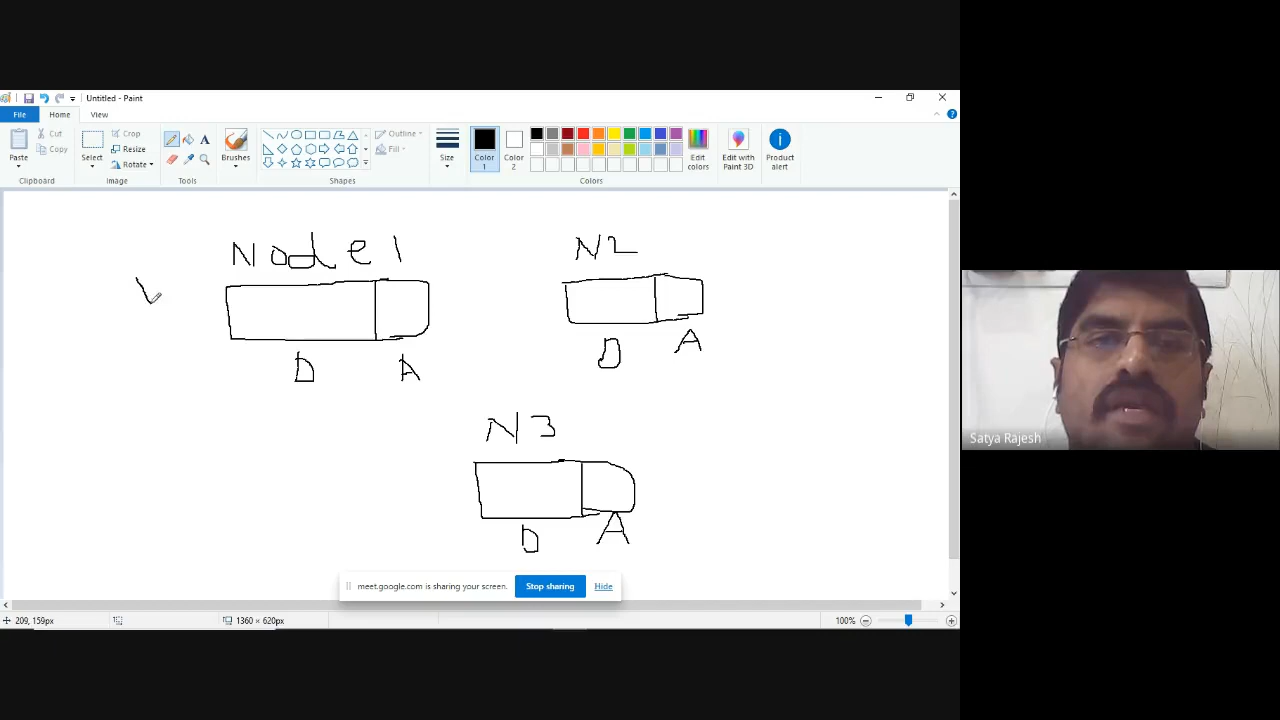 Untitled - Paint
File Home View
Paste
Cut
Copy
Clipboard
Select
Crop
Resize
Rotate
Image
A
Tools
Brushes
Outline
Fill
Shapes
Size
Color 1
Color 2
Colors
Edit colors
Edit with Paint 3D
Product alert
Node1 N2
D A D A
N3
D A
Satya Rajesh
meet.google.com is sharing your screen. Stop sharing Hide
209, 159px 1360 × 620px 100%